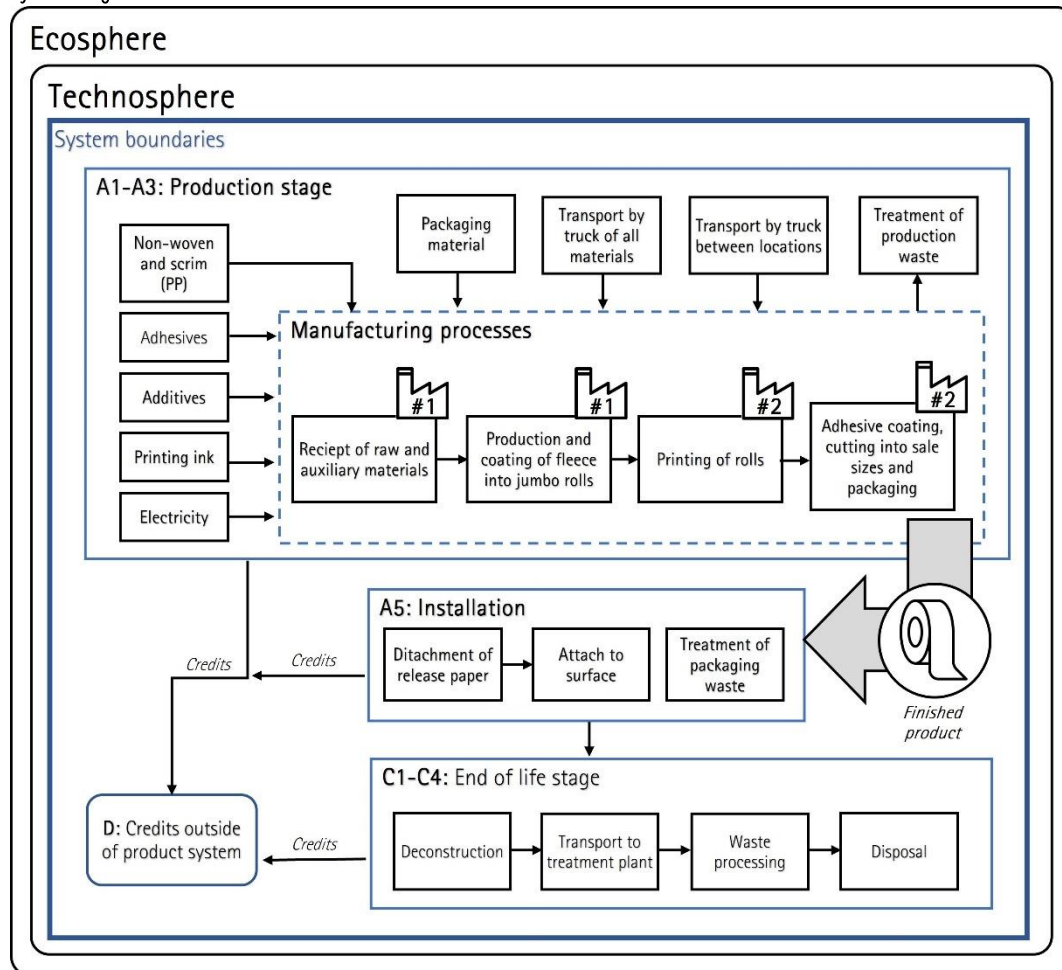 Ecosphere
Technosphere
System boundaries
A1-A3: Production stage
Non-woven
and scrim
(PP)
Packaging
material
Transport by
truck of all
materials
Transport by truck
between locations
Treatment of
production
waste
Adhesives
Additives
Printing ink
Electricity
Manufacturing processes
#1
#1
#2
#2
Reciept of raw and
auxiliary materials
Production and
coating of fleece
into jumbo rolls
Printing of rolls
Adhesive coating,
cutting into sale
sizes and
packaging
A5: Installation
Ditachment of
release paper
Attach to
surface
Treatment of
packaging
waste
Credits
Credits
Finished
product
C1-C4: End of life stage
D: Credits outside
of product system
Credits
Deconstruction
Transport to
treatment plant
Waste
processing
Disposal